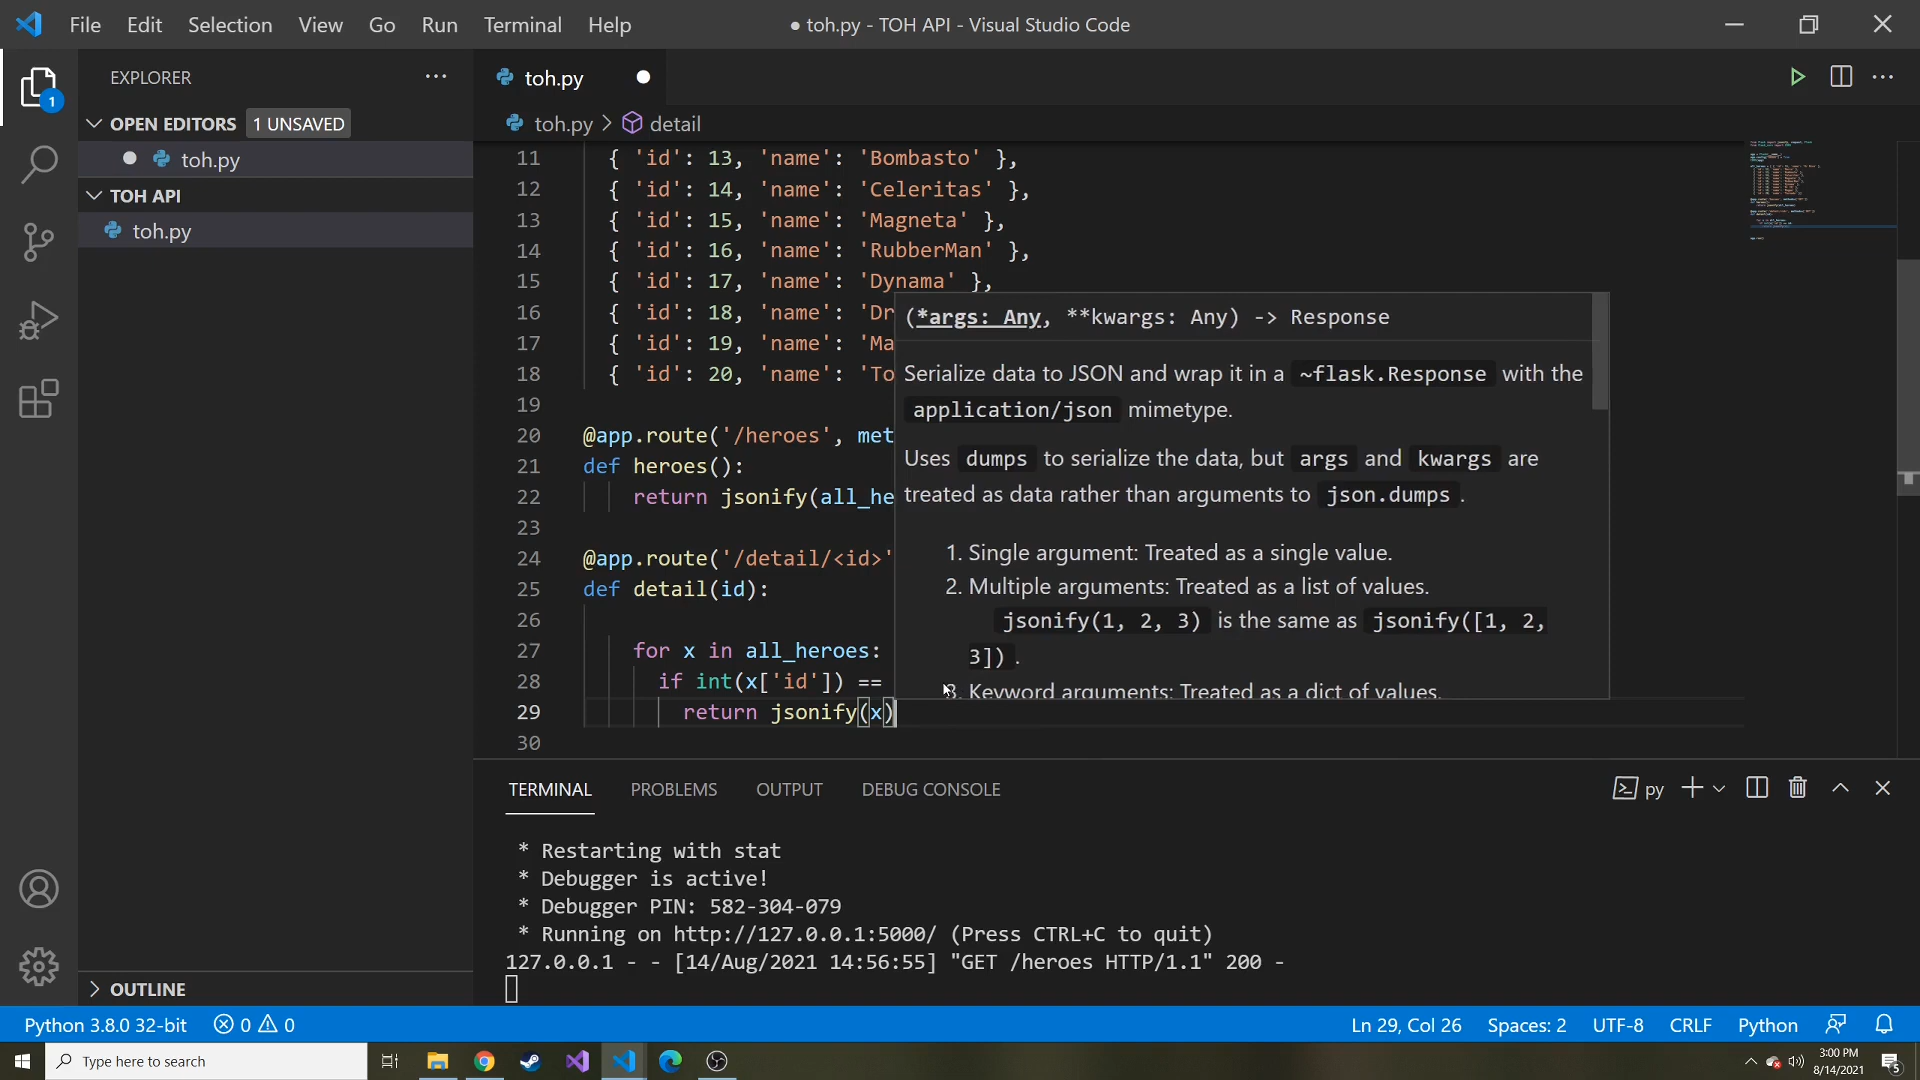 File Edit Selection View Go Run Terminal Help
● toh.py - TOH API - Visual Studio Code
EXPLORER
OPEN EDITORS 1 UNSAVED
toh.py
TOH API
toh.py
OUTLINE
1
toh.py
toh.py > detail
11 { 'id': 13, 'name': 'Bombasto' },
12 { 'id': 14, 'name': 'Celeritas' },
13 { 'id': 15, 'name': 'Magneta' },
14 { 'id': 16, 'name': 'RubberMan' },
15 { 'id': 17, 'name': 'Dynama' },
16 { 'id': 18, 'name': 'Dr
17 { 'id': 19, 'name': 'Ma
18 { 'id': 20, 'name': 'To
19
20 @app.route('/heroes', met
21 def heroes():
22 return jsonify(all_he
23
24 @app.route('/detail/<id>'
25 def detail(id):
26
27 for x in all_heroes:
28 if int(x['id']) ==
29 return jsonify(x)
30
(*args: Any, **kwargs: Any) -> Response
Serialize data to JSON and wrap it in a ~flask.Response with the
application/json mimetype.
Uses dumps to serialize the data, but args and kwargs are
treated as data rather than arguments to json.dumps.
1. Single argument: Treated as a single value.
2. Multiple arguments: Treated as a list of values.
jsonify(1, 2, 3) is the same as jsonify([1, 2,
3]).
3. Keyword arguments: Treated as a dict of values.
TERMINAL PROBLEMS OUTPUT DEBUG CONSOLE
py
* Restarting with stat
* Debugger is active!
* Debugger PIN: 582-304-079
* Running on http://127.0.0.1:5000/ (Press CTRL+C to quit)
127.0.0.1 - - [14/Aug/2021 14:56:55] "GET /heroes HTTP/1.1" 200 -
Python 3.8.0 32-bit 0 0
Ln 29, Col 26 Spaces: 2 UTF-8 CRLF Python
Type here to search
3:00 PM
8/14/2021
5